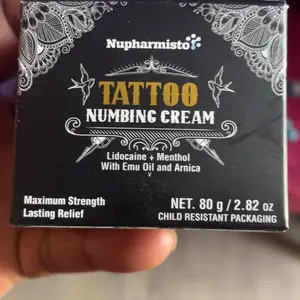 Nupharmisto
TATTOO
NUMBING CREAM
Lidocaine + Menthol
With Emu Oil and Arnica
Maximum Strength
Lasting Relief
NET. 80 g / 2.82 oz
CHILD RESISTANT PACKAGING